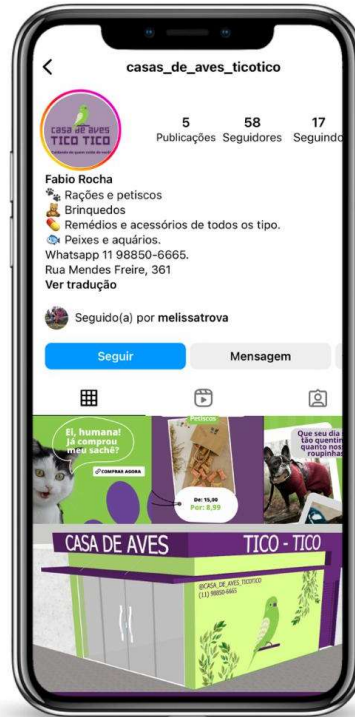 casas_de_aves_ticotico
casa de aves
TICO TICO
5
Publicações
58
Seguidores
17
Seguindo
Fabio Rocha
Rações e petiscos
Brinquedos
Remédios e acessórios de todos os tipo.
Peixes e aquários.
Whatsapp 11 98850-6665.
Rua Mendes Freire, 361
Ver tradução
Seguido(a) por melissatrova
Seguir
Mensagem
Ei, humana!
Já comprou
meu sachê?
COMPRAR AGORA
Petiscos
De: 15,90
Por: 8,99
Que seu dia
tão quentin
quanto nos
roupinhas
CASA DE AVES TICO - TICO
@CASA_DE_AVES_TICOTICO
(11) 98850-6665